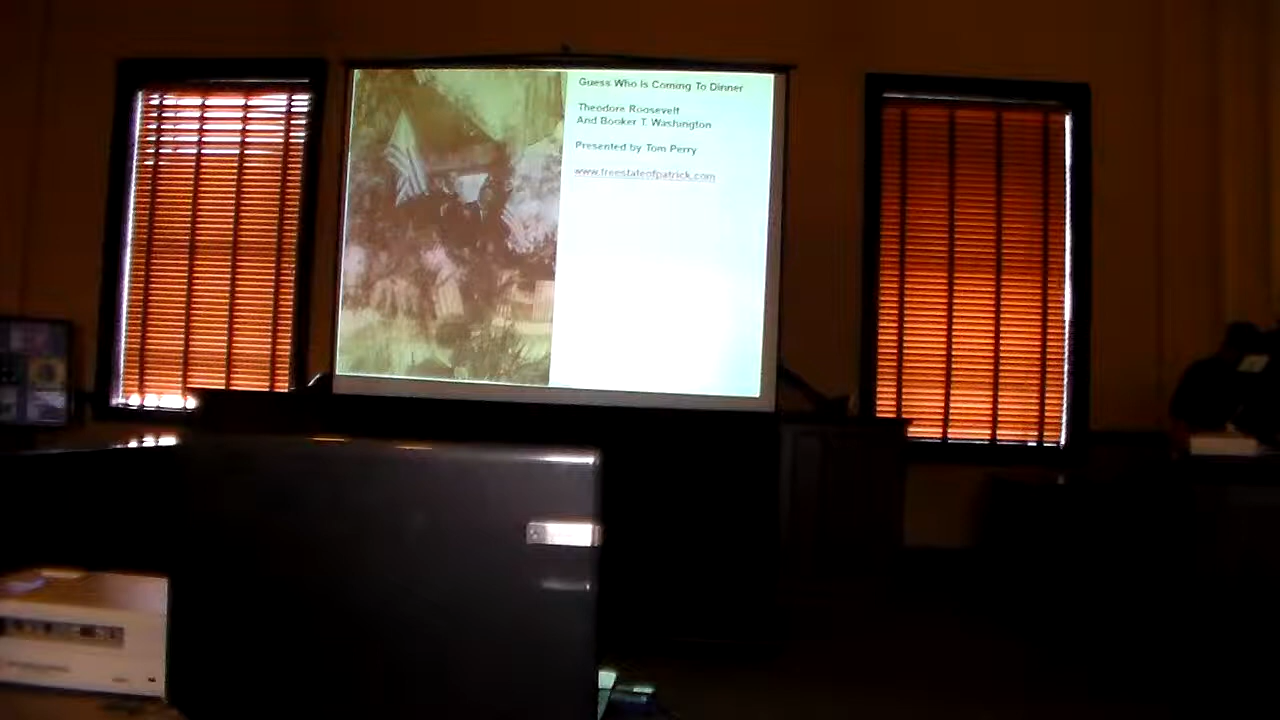 Guess Who Is Coming To Dinner
Theodore Roosevelt
And Booker T. Washington
Presented by Tom Perry
www.freestateofpatrick.com